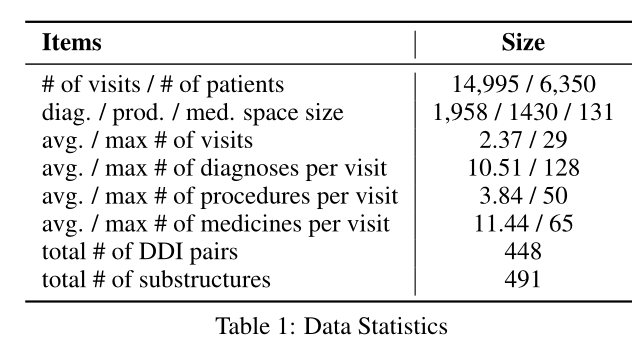 Items Size
# of visits / # of patients 14,995 / 6,350
diag. / prod. / med. space size 1,958 / 1430 / 131
avg. / max # of visits 2.37 / 29
avg. / max # of diagnoses per visit 10.51 / 128
avg. / max # of procedures per visit 3.84 / 50
avg. / max # of medicines per visit 11.44 / 65
total # of DDI pairs 448
total # of substructures 491
Table 1: Data Statistics